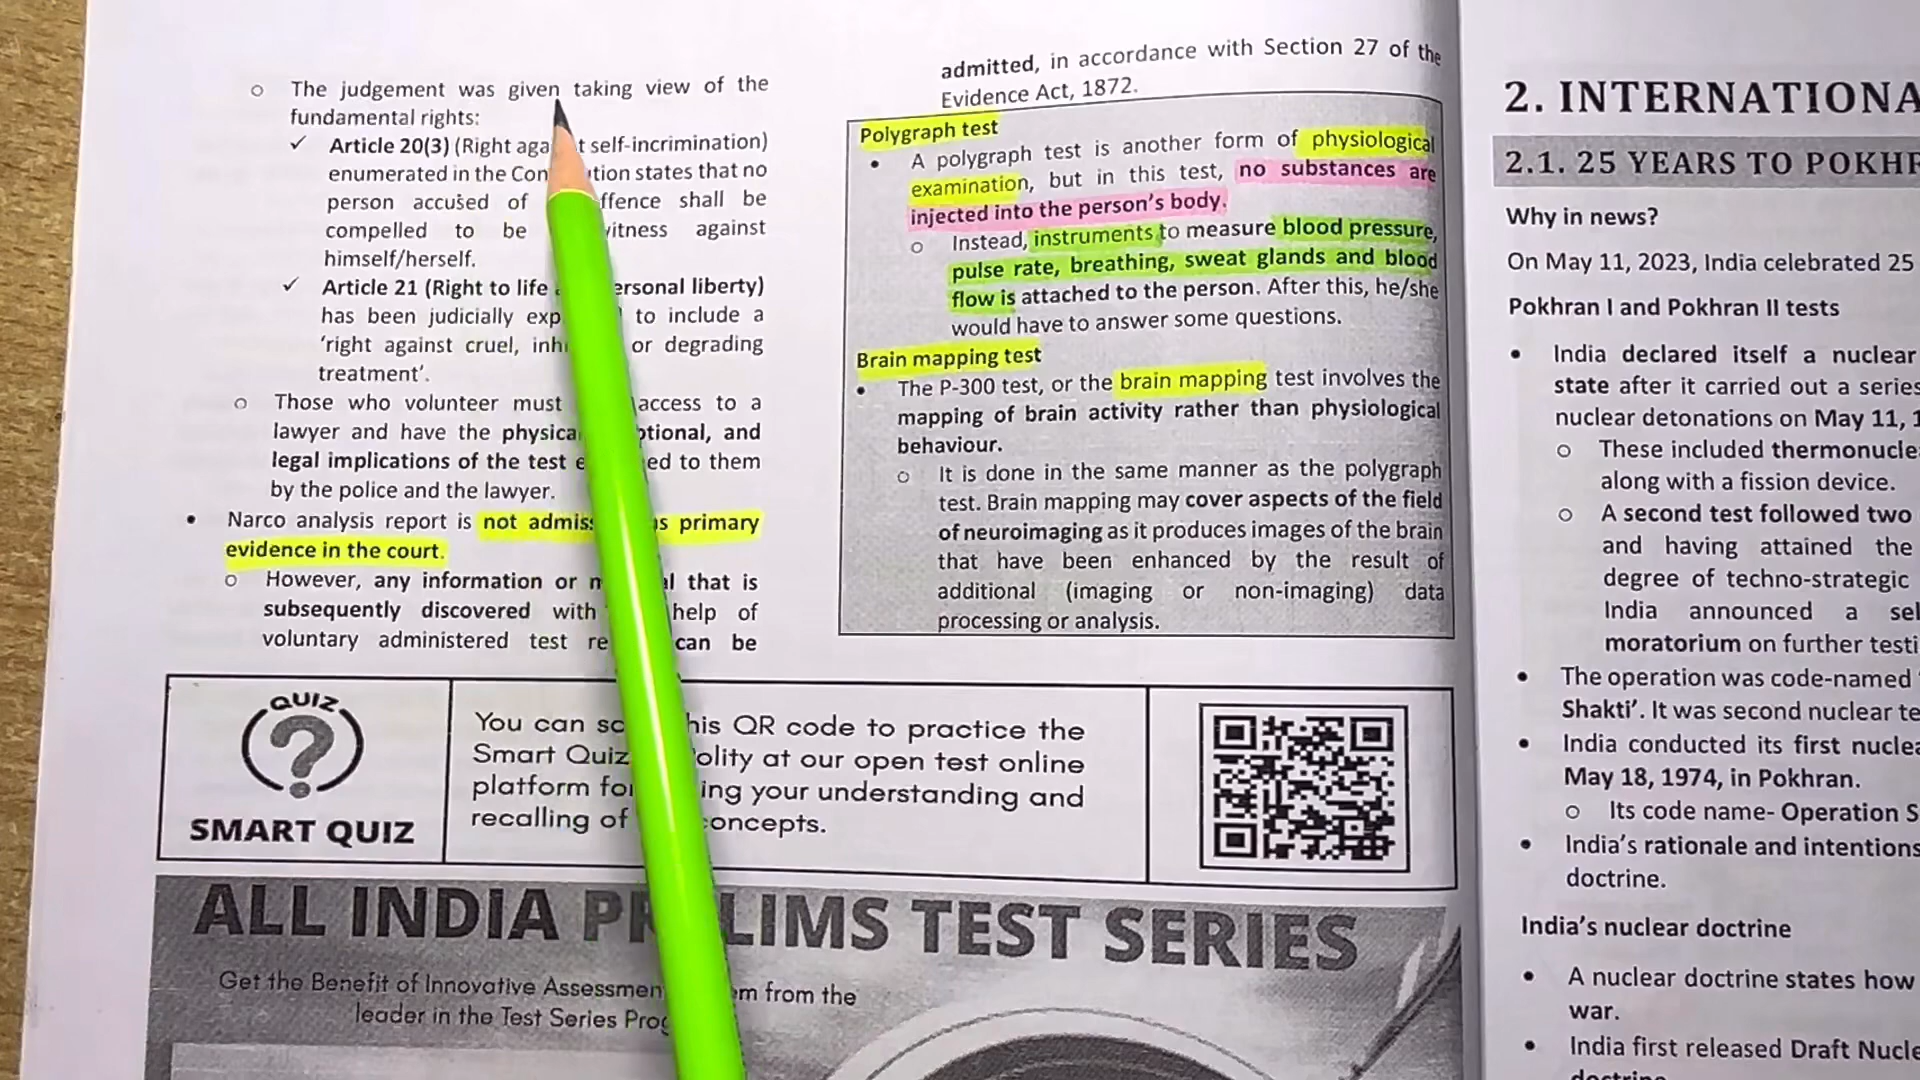 ○ The judgement was given taking view of the
fundamental rights:
✓ Article 20(3) (Right aga t self-incrimination)
enumerated in the Con tion states that no
person accused of ffence shall be
compelled to be itness against
himself/herself.
✓ Article 21 (Right to life ersonal liberty)
has been judicially exp to include a
'right against cruel, inh or degrading
treatment'.
○ Those who volunteer must access to a
lawyer and have the physica otional, and
legal implications of the test e ed to them
by the police and the lawyer.
• Narco analysis report is not admiss s primary
evidence in the court.
○ However, any information or m l that is
subsequently discovered with help of
voluntary administered test re can be
admitted, in accordance with Section 27 of the
Evidence Act, 1872.
Polygraph test
• A polygraph test is another form of physiological
examination, but in this test, no substances are
injected into the person's body.
○ Instead, instruments to measure blood pressure,
pulse rate, breathing, sweat glands and blood
flow is attached to the person. After this, he/she
would have to answer some questions.
Brain mapping test
• The P-300 test, or the brain mapping test involves the
mapping of brain activity rather than physiological
behaviour.
○ It is done in the same manner as the polygraph
test. Brain mapping may cover aspects of the field
of neuroimaging as it produces images of the brain
that have been enhanced by the result of
additional (imaging or non-imaging) data
processing or analysis.
QUIZ
?
SMART QUIZ
You can sc his QR code to practice the
Smart Quiz olity at our open test online
platform fo ing your understanding and
recalling of oncepts.
ALL INDIA PR LIMS TEST SERIES
Get the Benefit of Innovative Assessmen m from the
leader in the Test Series Prog
2. INTERNATIONA
2.1. 25 YEARS TO POKHR
Why in news?
On May 11, 2023, India celebrated 25
Pokhran I and Pokhran II tests
• India declared itself a nuclear
state after it carried out a series
nuclear detonations on May 11, 1
○ These included thermonucle
along with a fission device.
○ A second test followed two
and having attained the
degree of techno-strategic
India announced a sel
moratorium on further testi
• The operation was code-named '
Shakti'. It was second nuclear te
• India conducted its first nuclea
May 18, 1974, in Pokhran.
○ Its code name- Operation S
• India's rationale and intentions
doctrine.
India's nuclear doctrine
• A nuclear doctrine states how
war.
• India first released Draft Nucle
doctrine